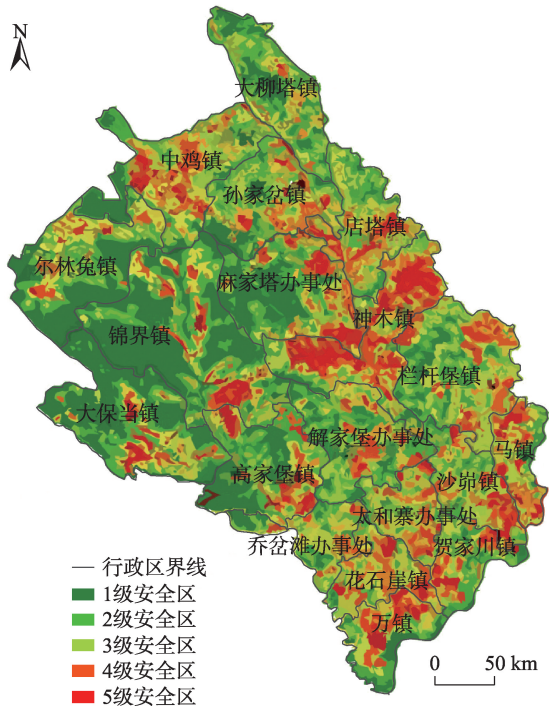 N
大柳塔镇
中鸡镇
孙家岔镇
店塔镇
尔林兔镇
麻家塔办事处
神木镇
锦界镇
栏杆堡镇
大保当镇
解家堡办事处
马镇
高家堡镇
沙峁镇
太和寨办事处
乔岔滩办事处
贺家川镇
花石崖镇
万镇
行政区界线
1级安全区
2级安全区
3级安全区
4级安全区
5级安全区
0 50 km